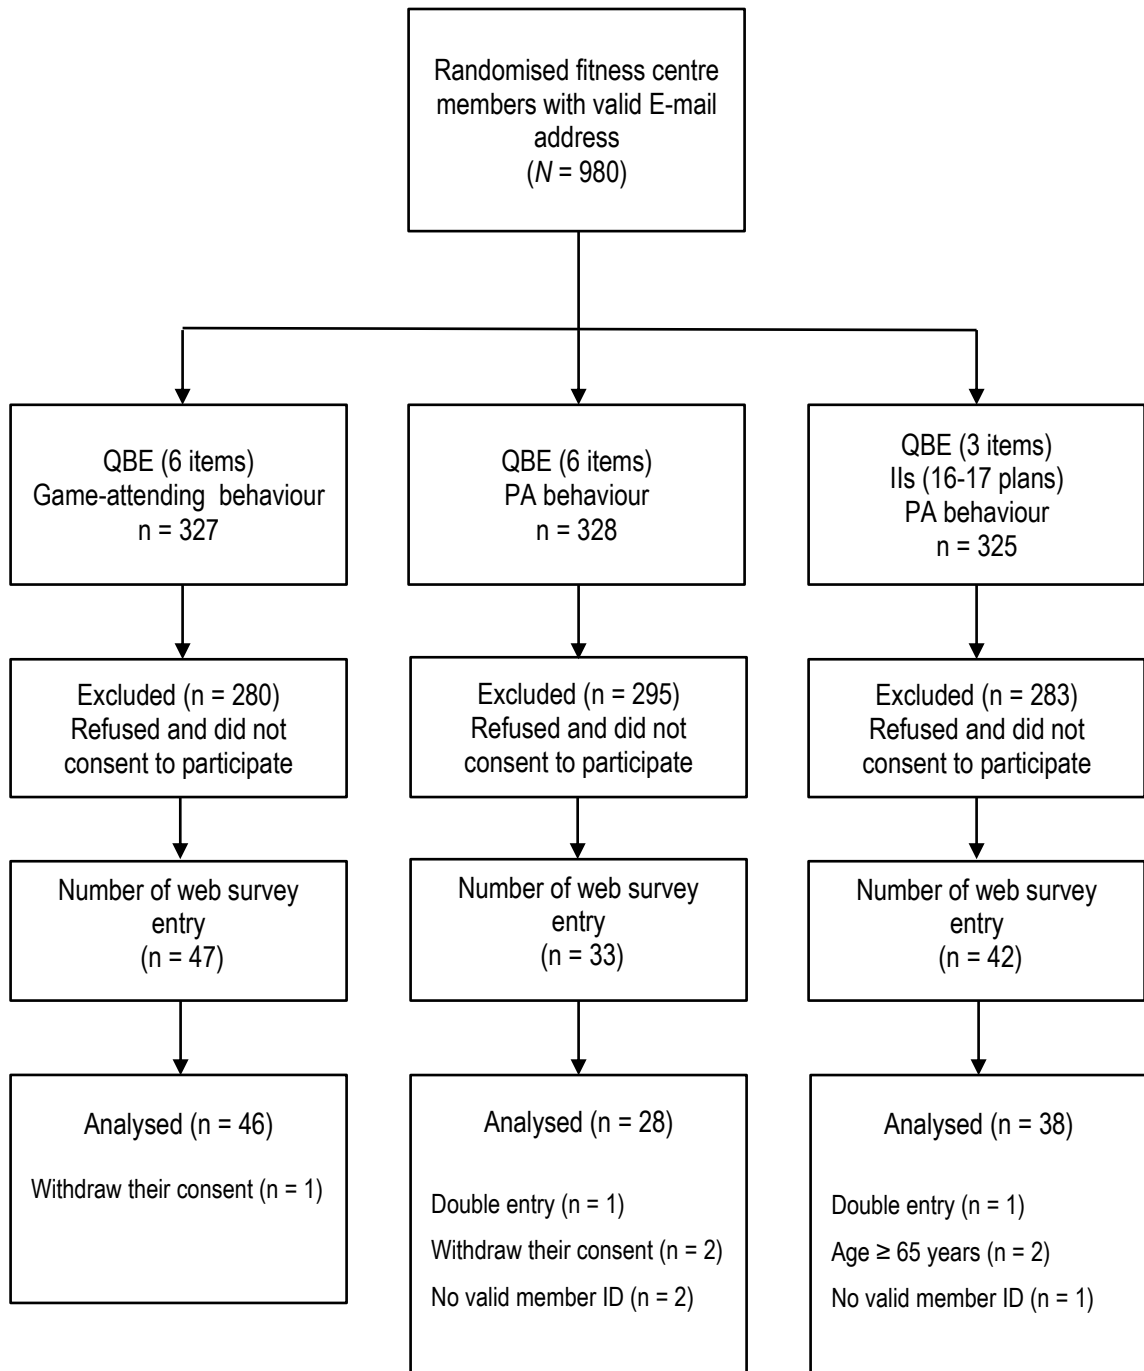 Randomised fitness centre
members with valid E-mail
address
(N = 980)
QBE (6 items)
Game-attending behaviour
n = 327
QBE (6 items)
PA behaviour
n = 328
QBE (3 items)
IIs (16-17 plans)
PA behaviour
n = 325
Excluded (n = 280)
Refused and did not
consent to participate
Excluded (n = 295)
Refused and did not
consent to participate
Excluded (n = 283)
Refused and did not
consent to participate
Number of web survey
entry
(n = 47)
Number of web survey
entry
(n = 33)
Number of web survey
entry
(n = 42)
Analysed (n = 46)
Withdraw their consent (n = 1)
Analysed (n = 28)
Double entry (n = 1)
Withdraw their consent (n = 2)
No valid member ID (n = 2)
Analysed (n = 38)
Double entry (n = 1)
Age ≥ 65 years (n = 2)
No valid member ID (n = 1)